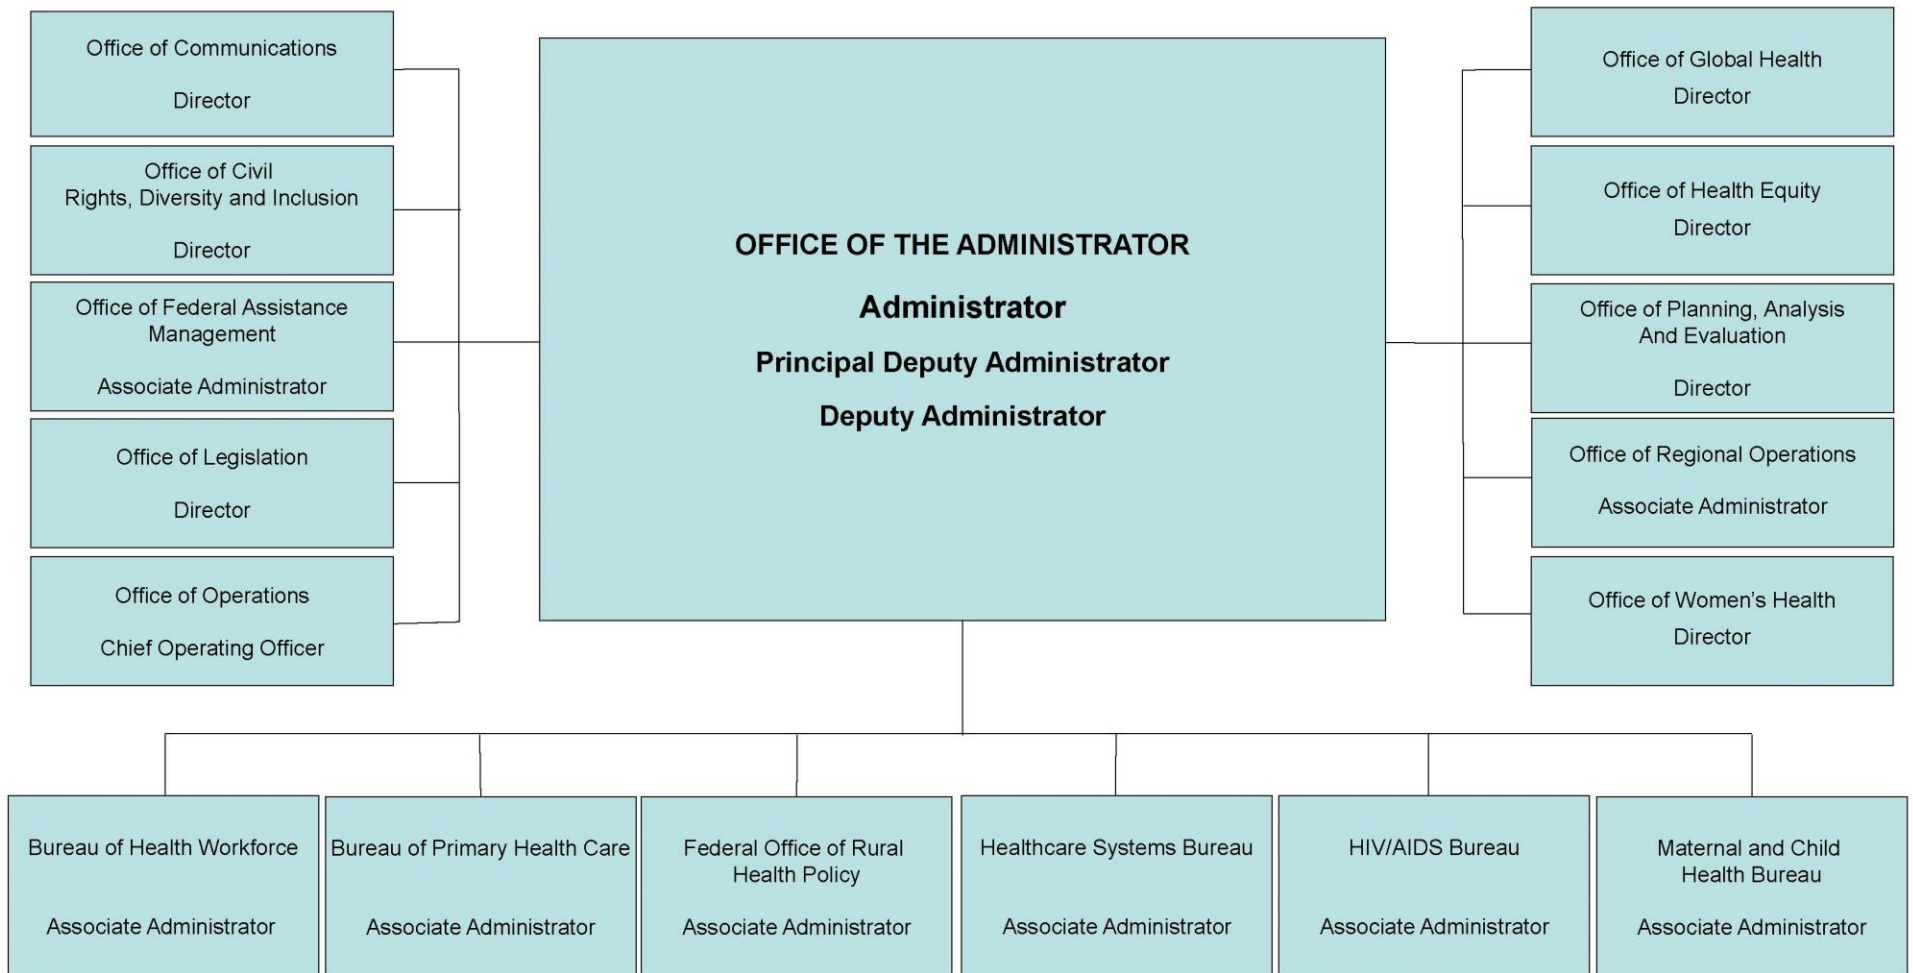 Office of Communications
Director
Office of Civil
Rights, Diversity and Inclusion
Director
Office of Federal Assistance
Management
Associate Administrator
Office of Legislation
Director
Office of Operations
Chief Operating Officer
OFFICE OF THE ADMINISTRATOR
Administrator
Principal Deputy Administrator
Deputy Administrator
Office of Global Health
Director
Office of Health Equity
Director
Office of Planning, Analysis
And Evaluation
Director
Office of Regional Operations
Associate Administrator
Office of Women’s Health
Director
Bureau of Health Workforce
Associate Administrator
Bureau of Primary Health Care
Associate Administrator
Federal Office of Rural
Health Policy
Associate Administrator
Healthcare Systems Bureau
Associate Administrator
HIV/AIDS Bureau
Associate Administrator
Maternal and Child
Health Bureau
Associate Administrator